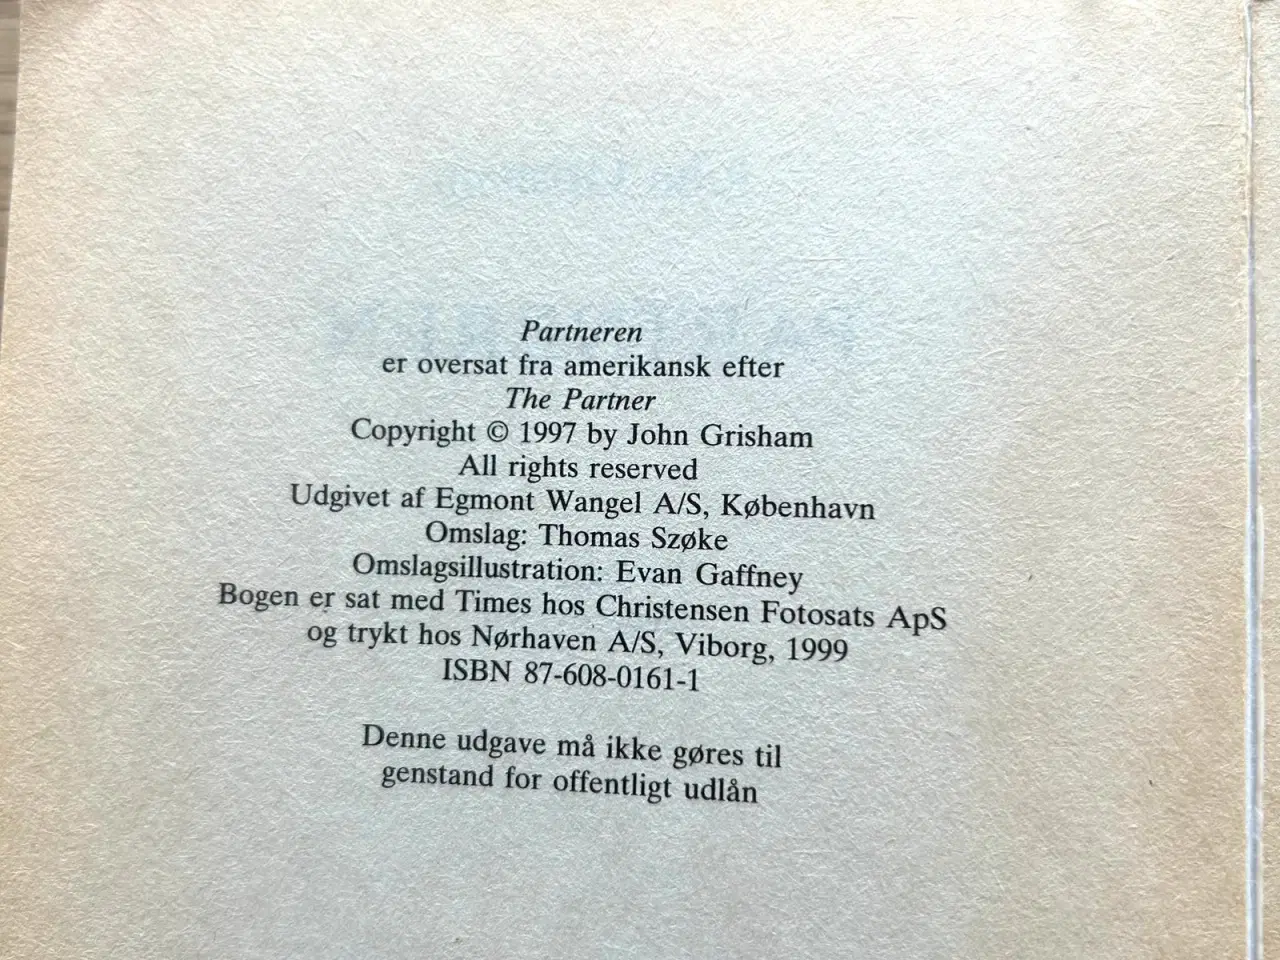 Partneren
er oversat fra amerikansk efter
The Partner
Copyright © 1997 by John Grisham
All rights reserved
Udgivet af Egmont Wangel A/S, København
Omslag: Thomas Szøke
Omslagsillustration: Evan Gaffney
Bogen er sat med Times hos Christensen Fotosats ApS
og trykt hos Nørhaven A/S, Viborg, 1999
ISBN 87-608-0161-1
Denne udgave må ikke gøres til
genstand for offentligt udlån